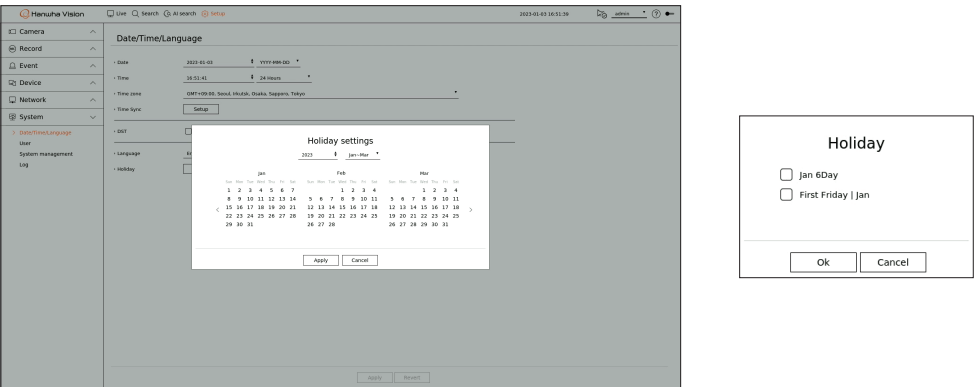 Hanwha Vision
Live Search AI search Setup 2023-01-03 16:51:39 admin ?
Camera
Record
Event
Device
Network
System
Date/Time/Language
User
System management
Log
Date/Time/Language
Date 2023-01-03 YYYY-MM-DD
Time 16:51:41 24 Hours
Time zone GMT+09:00, Seoul, Irkutsk, Osaka, Sapporo, Tokyo
Time Sync Setup
DST
Language
Holiday
Holiday settings
2023 Jan~Mar
Jan Feb Mar
Sun Mon Tue Wed Thu Fri Sat Sun Mon Tue Wed Thu Fri Sat Sun Mon Tue Wed Thu Fri Sat
1 2 3 4 5 6 7 1 2 3 4 1 2 3 4
8 9 10 11 12 13 14 5 6 7 8 9 10 11 5 6 7 8 9 10 11
< 15 16 17 18 19 20 21 12 13 14 15 16 17 18 12 13 14 15 16 17 18 >
22 23 24 25 26 27 28 19 20 21 22 23 24 25 19 20 21 22 23 24 25
29 30 31 26 27 28 26 27 28 29 30 31
Apply Cancel
Apply Revert
Holiday
Jan 6Day
First Friday | Jan
Ok Cancel